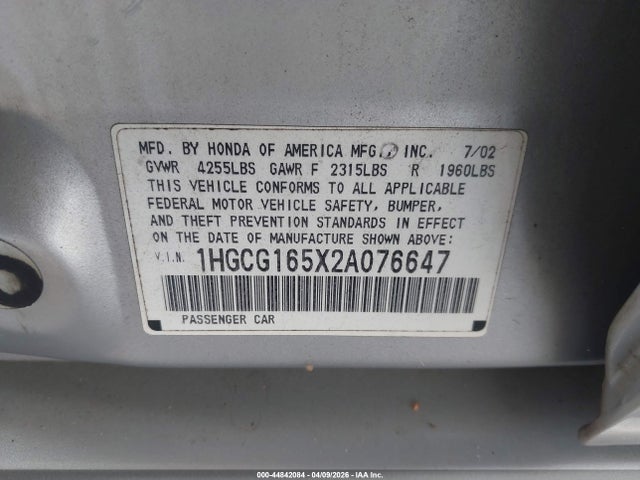 MFD. BY HONDA OF AMERICA MFG., INC. 7/02
GVWR 4255LBS GAWR F 2315LBS R 1960LBS
THIS VEHICLE CONFORMS TO ALL APPLICABLE
FEDERAL MOTOR VEHICLE SAFETY, BUMPER,
AND THEFT PREVENTION STANDARDS IN EFFECT
ON THE DATE OF MANUFACTURE SHOWN ABOVE:
V.I.N. 1HGCG165X2A076647
PASSENGER CAR
000-44842084 | 04/09/2026 | IAA Inc.